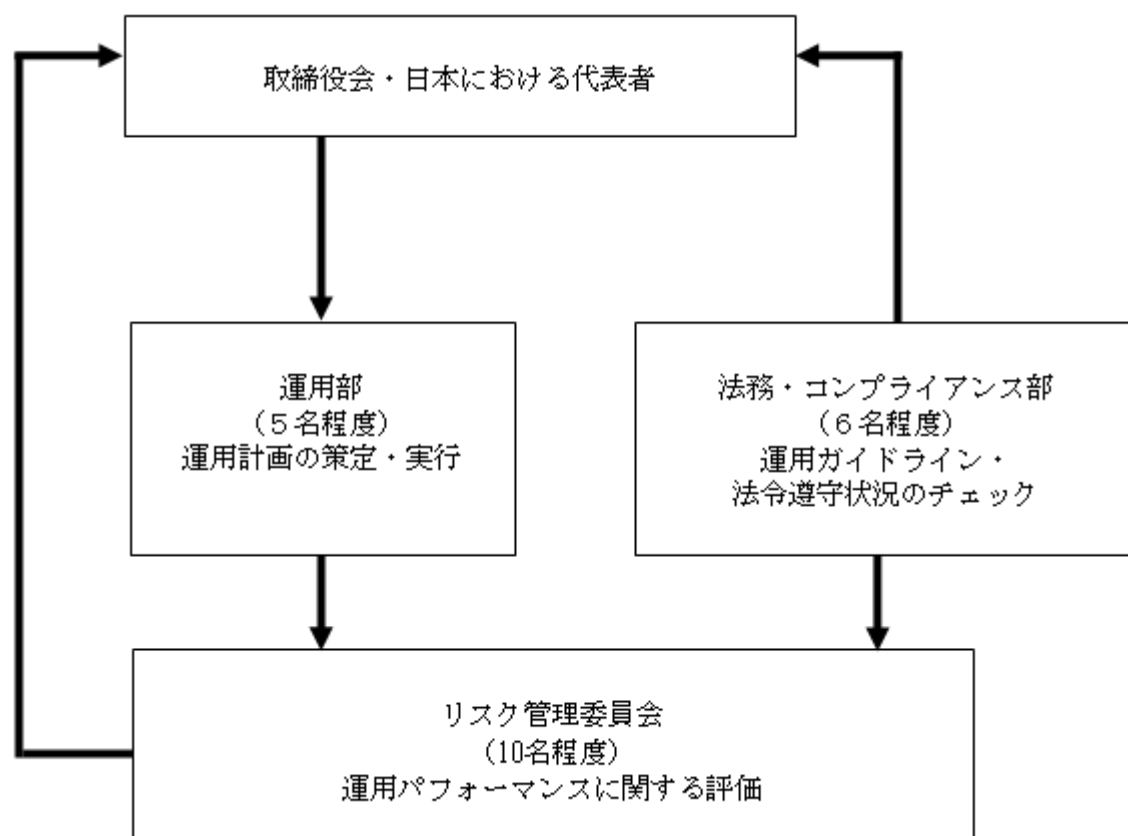 取締役会・日本における代表者
運用部
(５名程度)
運用計画の策定・実行
法務・コンプライアンス部
(６名程度)
運用ガイドライン・
法令遵守状況のチェック
リスク管理委員会
(10名程度)
運用パフォーマンスに関する評価